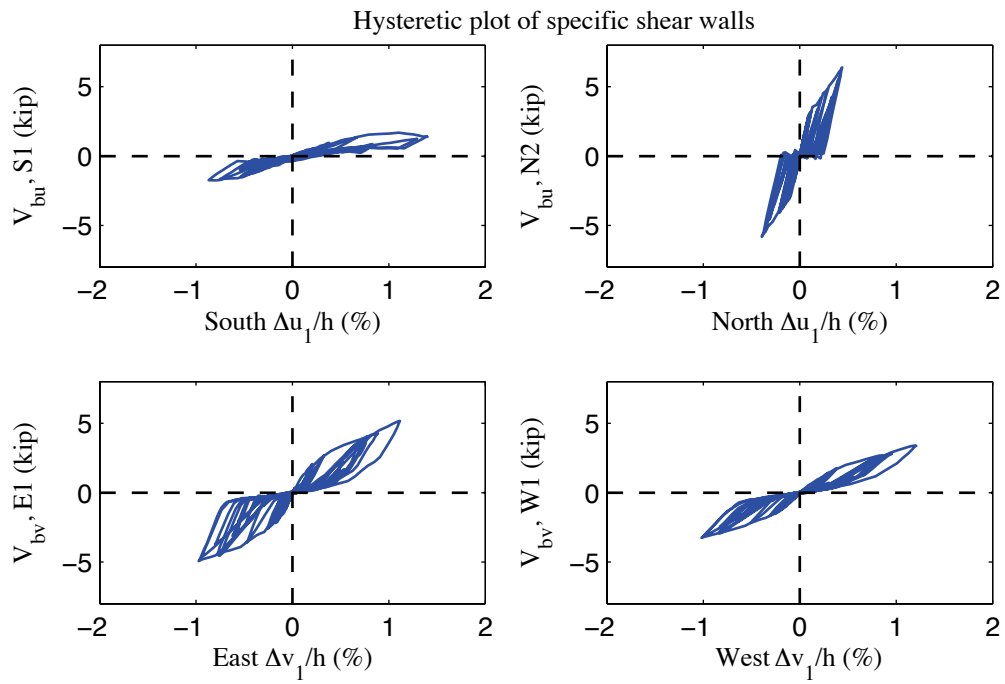 Hysteretic plot of specific shear walls
V_bu, S1 (kip)
5
0
−5
−2 −1 0 1 2
South Δu_1/h (%)
V_bu, N2 (kip)
5
0
−5
−2 −1 0 1 2
North Δu_1/h (%)
V_bv, E1 (kip)
5
0
−5
−2 −1 0 1 2
East Δv_1/h (%)
V_bv, W1 (kip)
5
0
−5
−2 −1 0 1 2
West Δv_1/h (%)